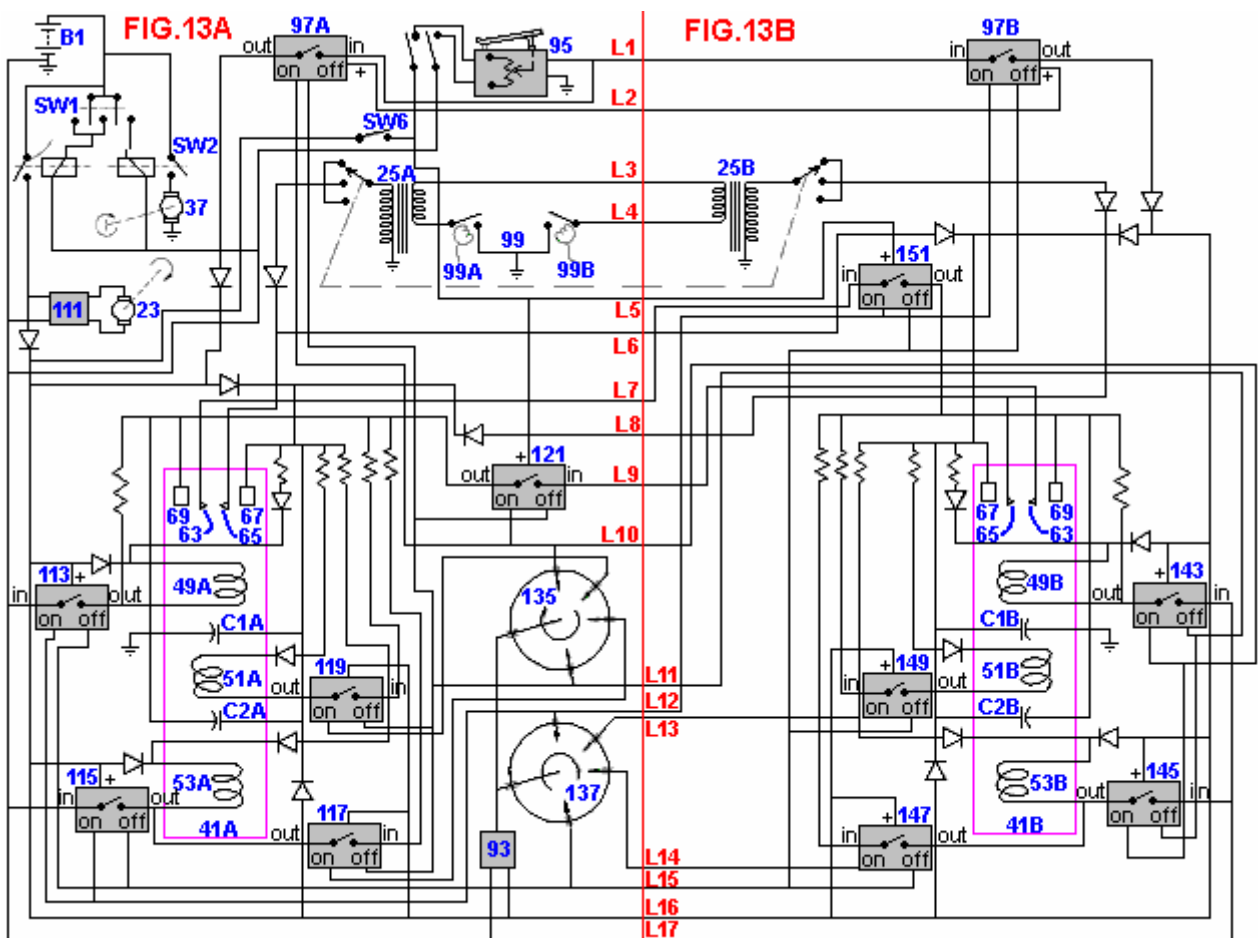 FIG.13A
FIG.13B
B1
97A
out
in
on off
+
95
L1
97B
in
out
on off
+
L2
SW1
SW6
SW2
37
25A
L3
25B
L4
99
99A
99B
151
+
in
out
on off
111
23
L5
L6
L7
L8
121
+
out
in
on off
L9
69
67
63
65
67
69
65
63
L10
113
+
in
out
on off
49A
135
49B
143
+
out
in
on off
C1A
C1B
51A
119
out
in
on off
L11
149
+
in
out
on off
51B
L12
C2A
L13
C2B
115
+
in
out
on off
53A
137
53B
145
+
out
in
on off
41A
117
out
in
on off
93
147
+
in
out
on off
41B
L14
L15
L16
L17